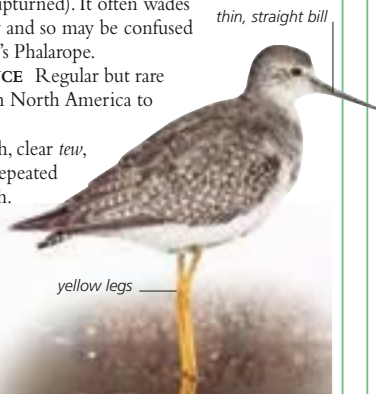 thin, straight bill
upturned). It often wades
and so may be confused
's Phalarope.
CE Regular but rare
North America to
h, clear tew,
epeated
h.
yellow legs